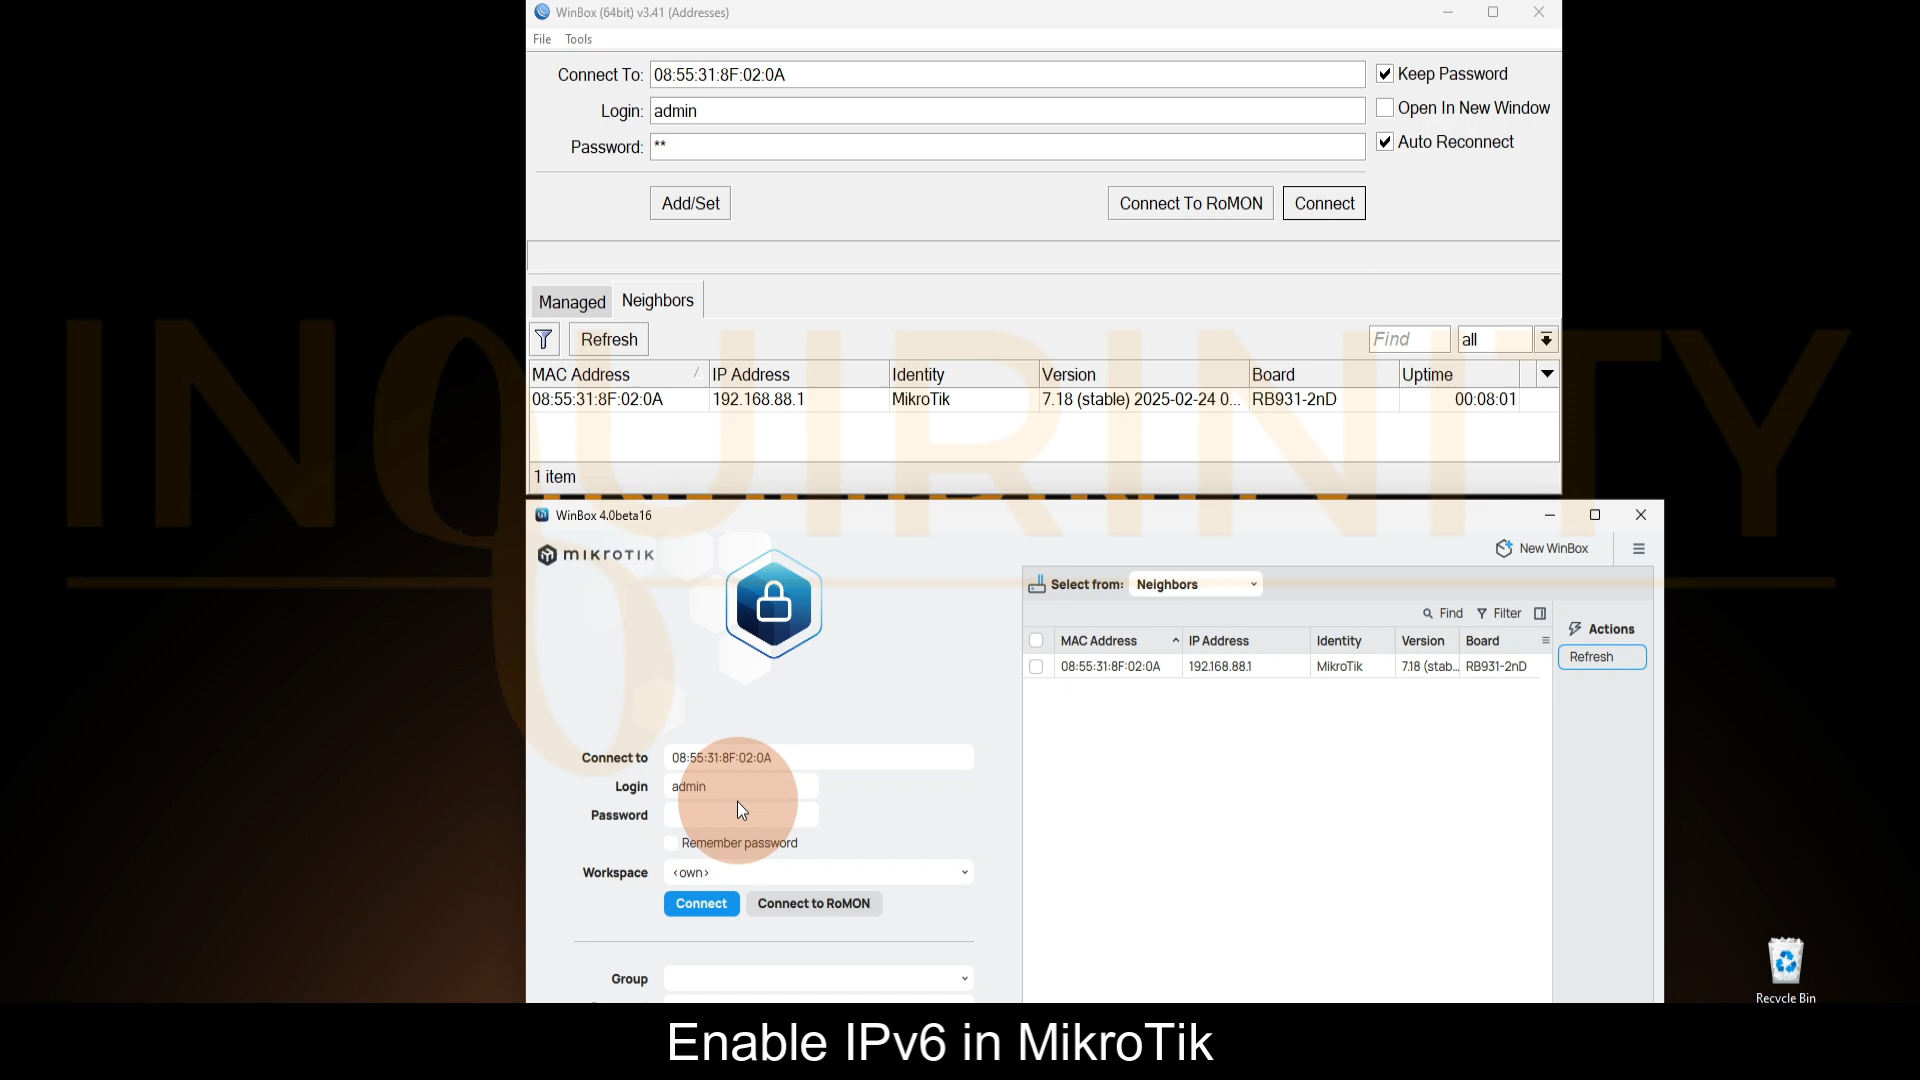 WinBox (64bit) v3.41 (Addresses)
File Tools
Connect To: 08:55:31:8F:02:0A
Keep Password
Login: admin
Open In New Window
Password: **
Auto Reconnect
Add/Set Connect To RoMON Connect
Managed Neighbors
Refresh Find all
MAC Address IP Address Identity Version Board Uptime
08:55:31:8F:02:0A 192.168.88.1 MikroTik 7.18 (stable) 2025-02-24 0... RB931-2nD 00:08:01
1 item
INQUIRINITY
WinBox 4.0beta16
mikrotik
New WinBox
Select from: Neighbors
Find Filter
Actions
MAC Address IP Address Identity Version Board
Refresh
08:55:31:8F:02:0A 192.168.88.1 MikroTik 7.18 (stab... RB931-2nD
Connect to 08:55:31:8F:02:0A
Login admin
Password
Remember password
Workspace <own>
Connect Connect to RoMON
Group
Recycle Bin
Enable IPv6 in MikroTik